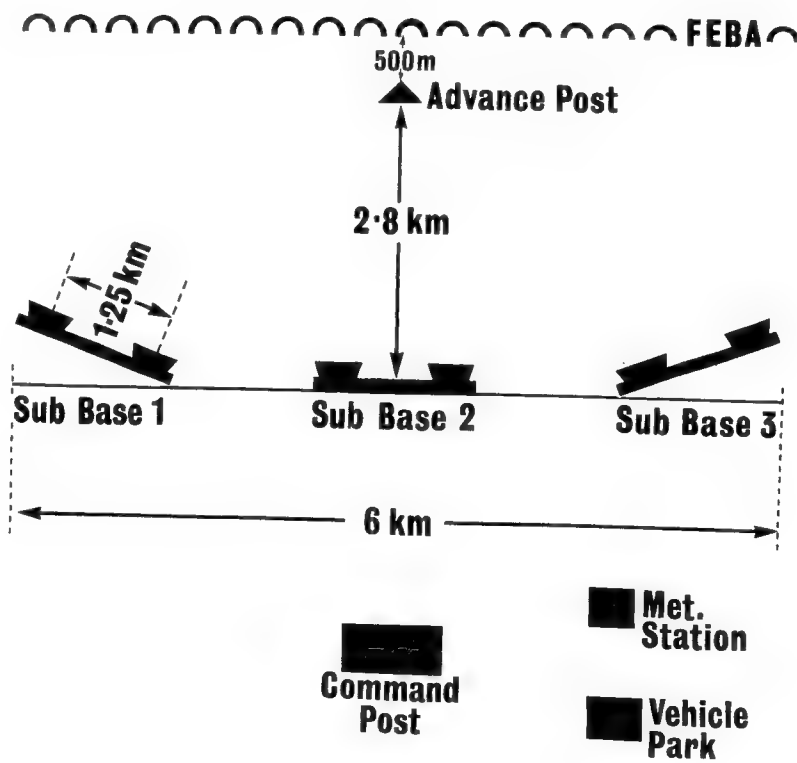 FEBA
500m
Advance Post
2·8 km
1·25 km
Sub Base 1
Sub Base 2
Sub Base 3
6 km
Met.
Station
Command
Post
Vehicle
Park